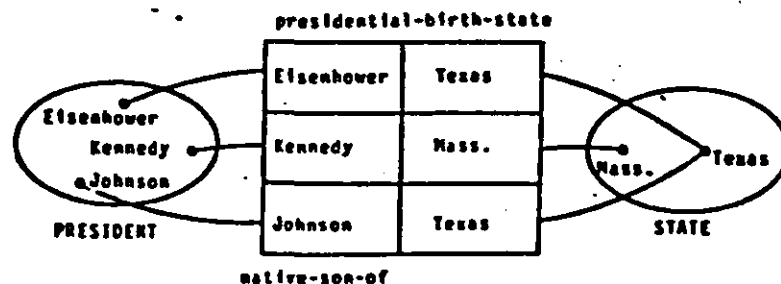 presidential-birth-state
Eisenhower Texas
Eisenhower
Kennedy
Kennedy Mass.
Mass.
Texas
Johnson
Johnson Texas
PRESIDENT
STATE
native-son-of